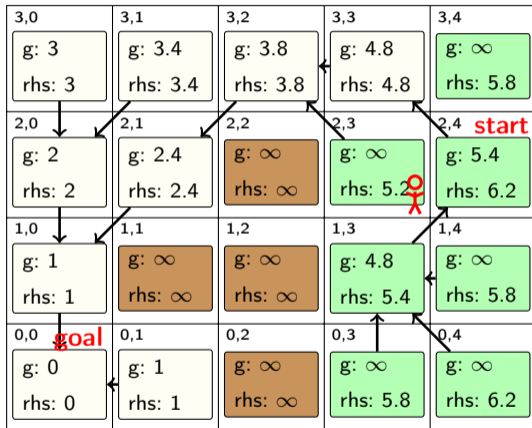 3,0 3,1 3,2 3,3 3,4
g: 3 g: 3.4 g: 3.8 g: 4.8 g: ∞
rhs: 3 rhs: 3.4 rhs: 3.8 rhs: 4.8 rhs: 5.8
2,0 2,1 2,2 2,3 2,4 start
g: 2 g: 2.4 g: ∞ g: ∞ g: 5.4
rhs: 2 rhs: 2.4 rhs: ∞ rhs: 5.2 rhs: 6.2
1,0 1,1 1,2 1,3 1,4
g: 1 g: ∞ g: ∞ g: 4.8 g: ∞
rhs: 1 rhs: ∞ rhs: ∞ rhs: 5.4 rhs: 5.8
0,0 goal 0,1 0,2 0,3 0,4
g: 0 g: 1 g: ∞ g: ∞ g: ∞
rhs: 0 rhs: 1 rhs: ∞ rhs: 5.8 rhs: 6.2